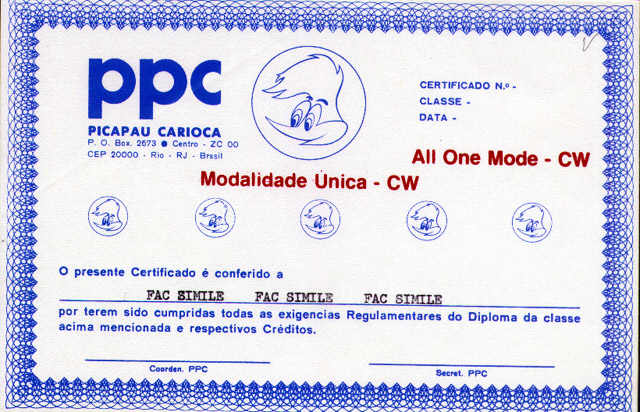 ppc
PICAPAU CARIOCA
P. O. Box. 2673 ● Centro - ZC 00
CEP 20000 - Rio - RJ - Brasil
CERTIFICADO N.º -
CLASSE -
DATA -
All One Mode - CW
Modalidade Única - CW
O presente Certificado é conferido a
FAC SIMILE FAC SIMILE FAC SIMILE
por terem sido cumpridas todas as exigencias Regulamentares do Diploma da classe
acima mencionada e respectivos Créditos.
Coorden. PPC
Secret. PPC